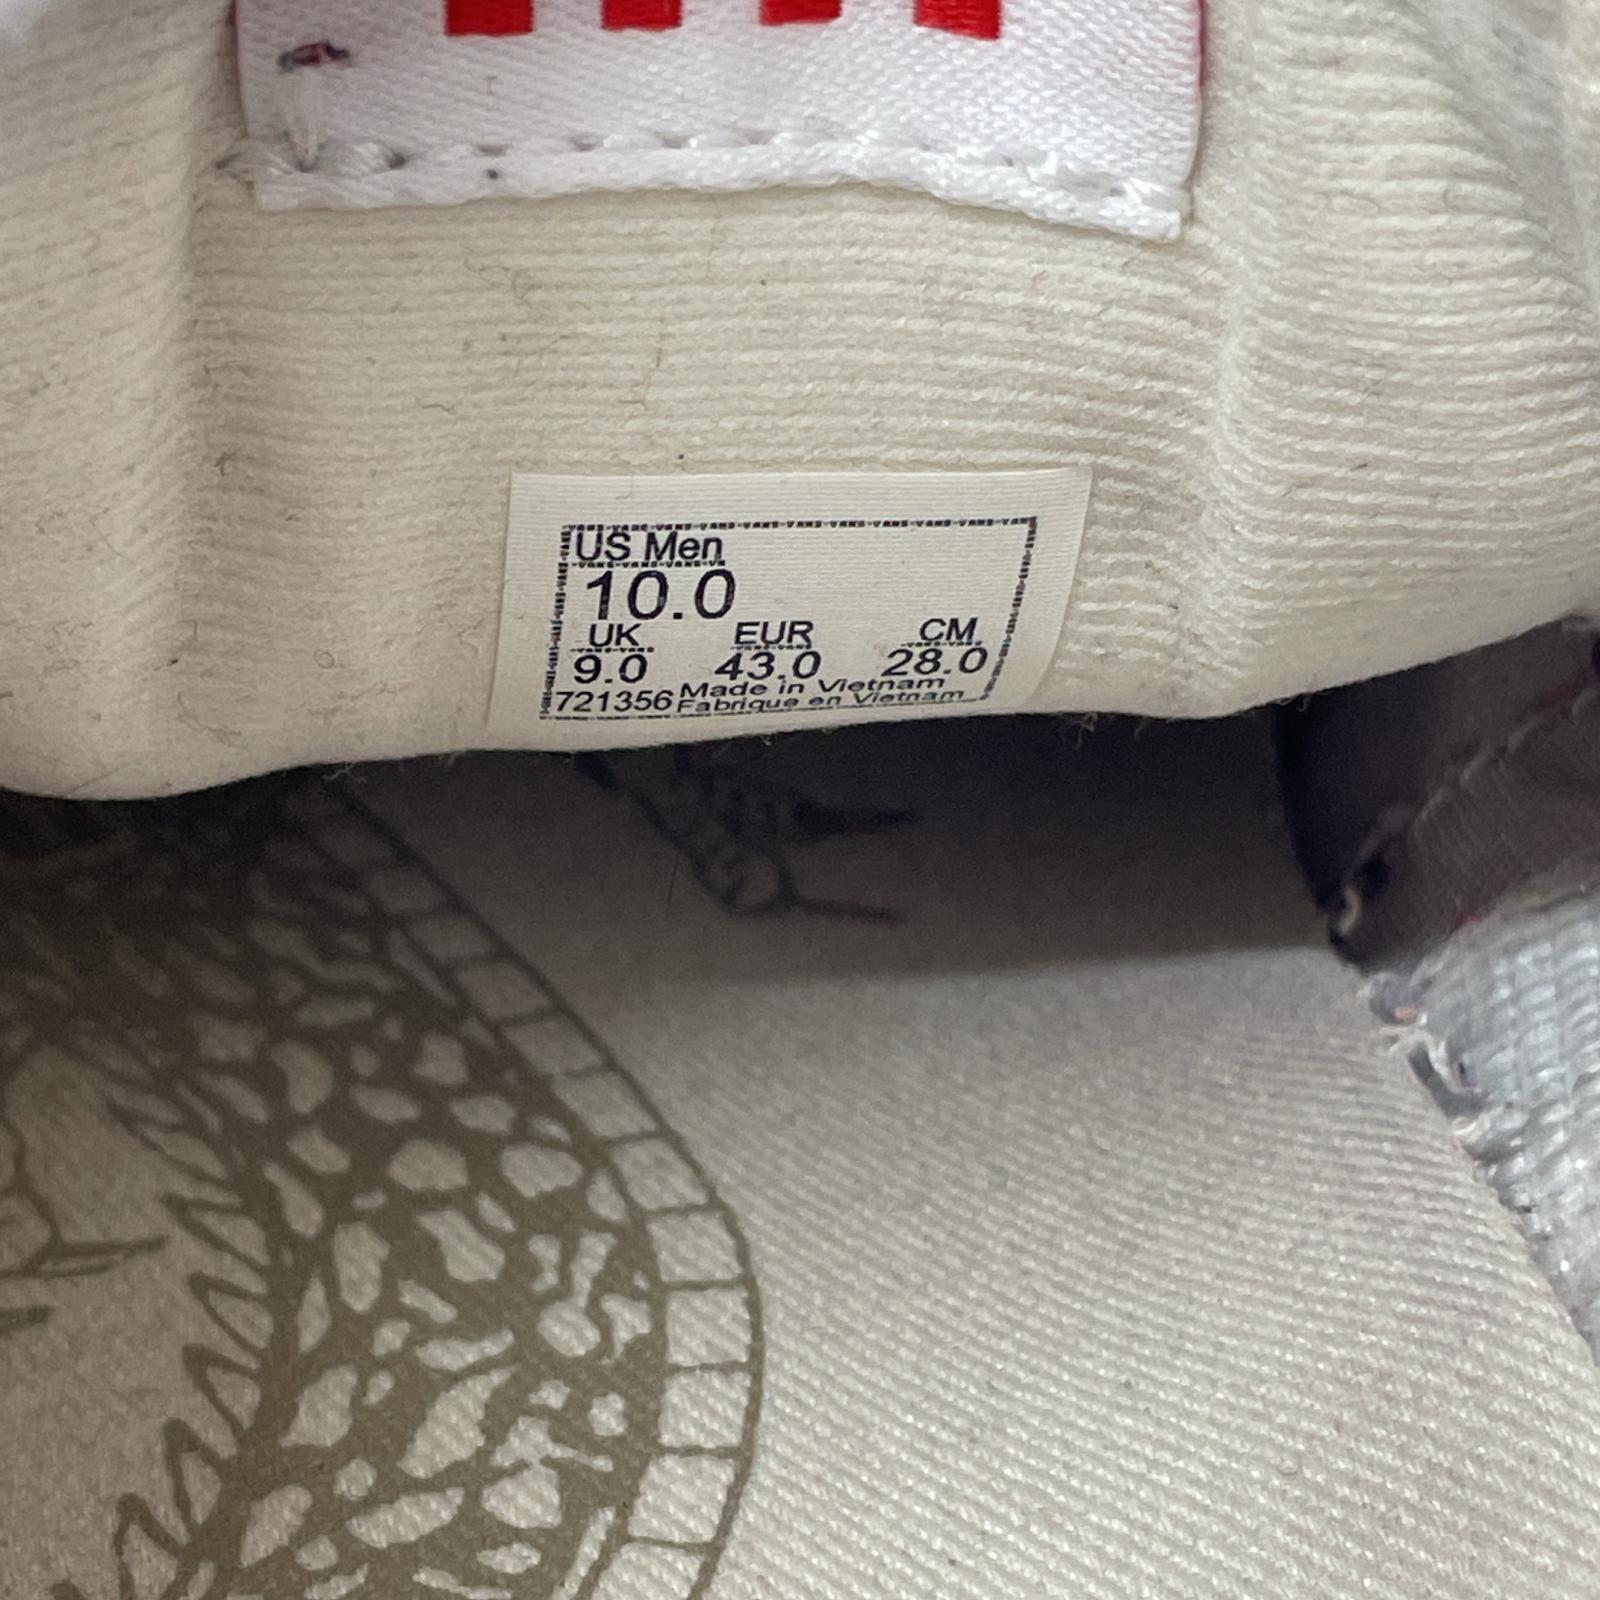 US Men
10.0
UK EUR CM
9.0 43.0 28.0
721356 Made in Vietnam
Fabrique en Vietnam